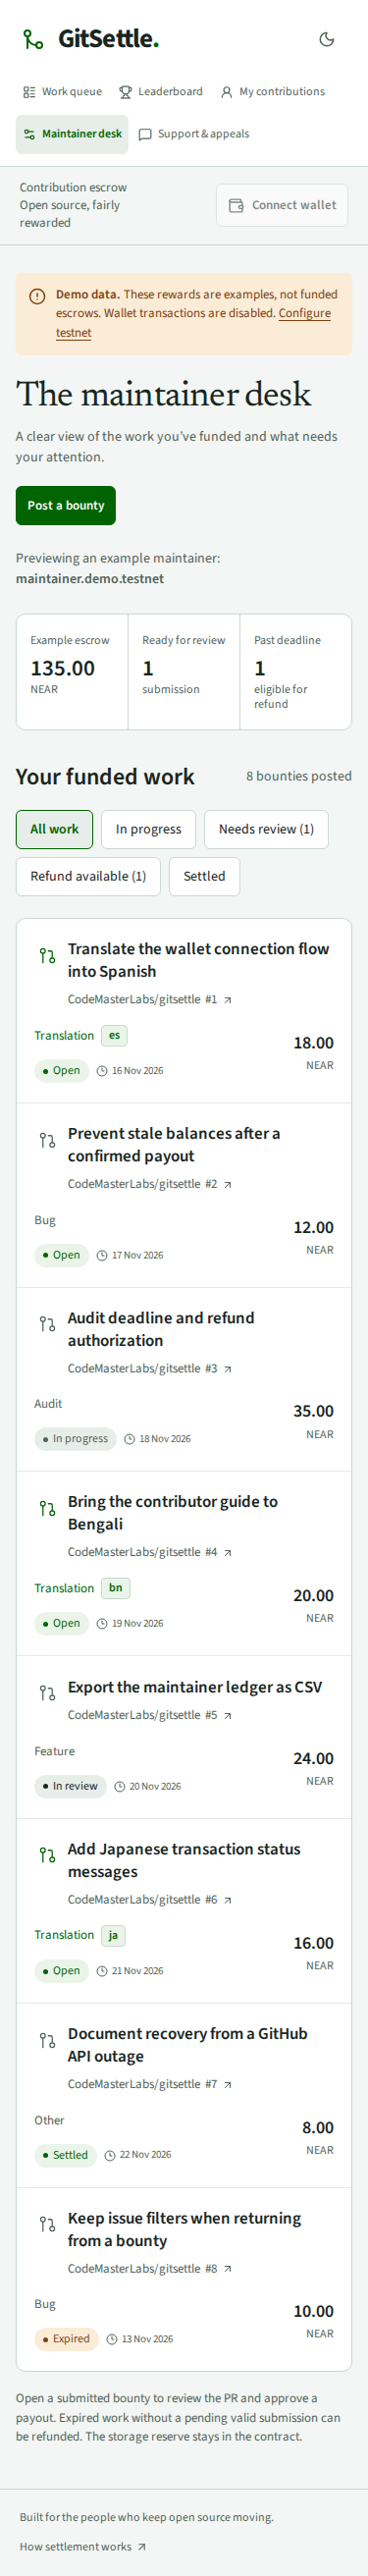 GitSettle.
Work queue
Leaderboard
My contributions
Maintainer desk
Support & appeals
Contribution escrow
Open source, fairly
rewarded
Connect wallet
Demo data. These rewards are examples, not funded
escrows. Wallet transactions are disabled. Configure
testnet
The maintainer desk
A clear view of the work you've funded and what needs
your attention.
Post a bounty
Previewing an example maintainer:
maintainer.demo.testnet
Example escrow
135.00
NEAR
Ready for review
1
submission
Past deadline
1
eligible for
refund
Your funded work
8 bounties posted
All work
In progress
Needs review (1)
Refund available (1)
Settled
Translate the wallet connection flow
into Spanish
CodeMasterLabs/gitsettle #1
Translation es
18.00
NEAR
Open
16 Nov 2026
Prevent stale balances after a
confirmed payout
CodeMasterLabs/gitsettle #2
Bug
12.00
NEAR
Open
17 Nov 2026
Audit deadline and refund
authorization
CodeMasterLabs/gitsettle #3
Audit
35.00
NEAR
In progress
18 Nov 2026
Bring the contributor guide to
Bengali
CodeMasterLabs/gitsettle #4
Translation bn
20.00
NEAR
Open
19 Nov 2026
Export the maintainer ledger as CSV
CodeMasterLabs/gitsettle #5
Feature
24.00
NEAR
In review
20 Nov 2026
Add Japanese transaction status
messages
CodeMasterLabs/gitsettle #6
Translation ja
16.00
NEAR
Open
21 Nov 2026
Document recovery from a GitHub
API outage
CodeMasterLabs/gitsettle #7
Other
8.00
NEAR
Settled
22 Nov 2026
Keep issue filters when returning
from a bounty
CodeMasterLabs/gitsettle #8
Bug
10.00
NEAR
Expired
13 Nov 2026
Open a submitted bounty to review the PR and approve a
payout. Expired work without a pending valid submission can
be refunded. The storage reserve stays in the contract.
Built for the people who keep open source moving.
How settlement works